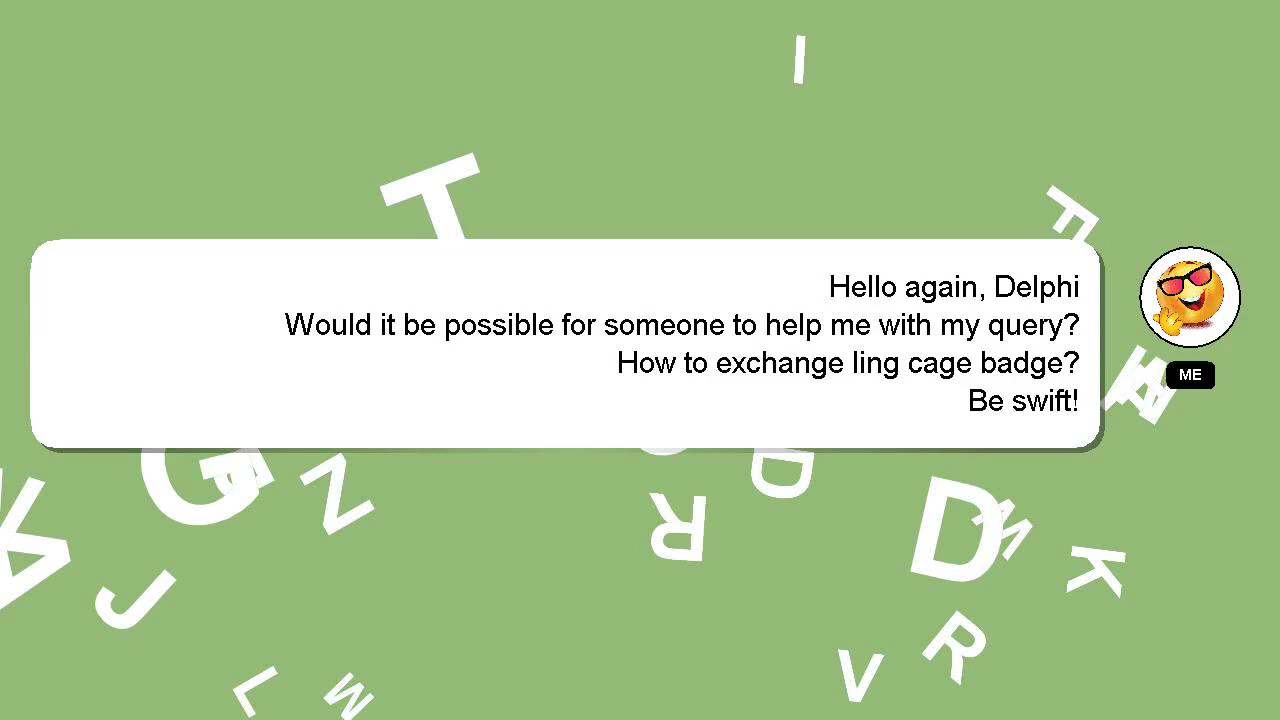 Hello again, Delphi
Would it be possible for someone to help me with my query?
How to exchange ling cage badge?
Be swift!
ME
I
T
F
G
N
D
R
D
M
K
J
R
V
L
W